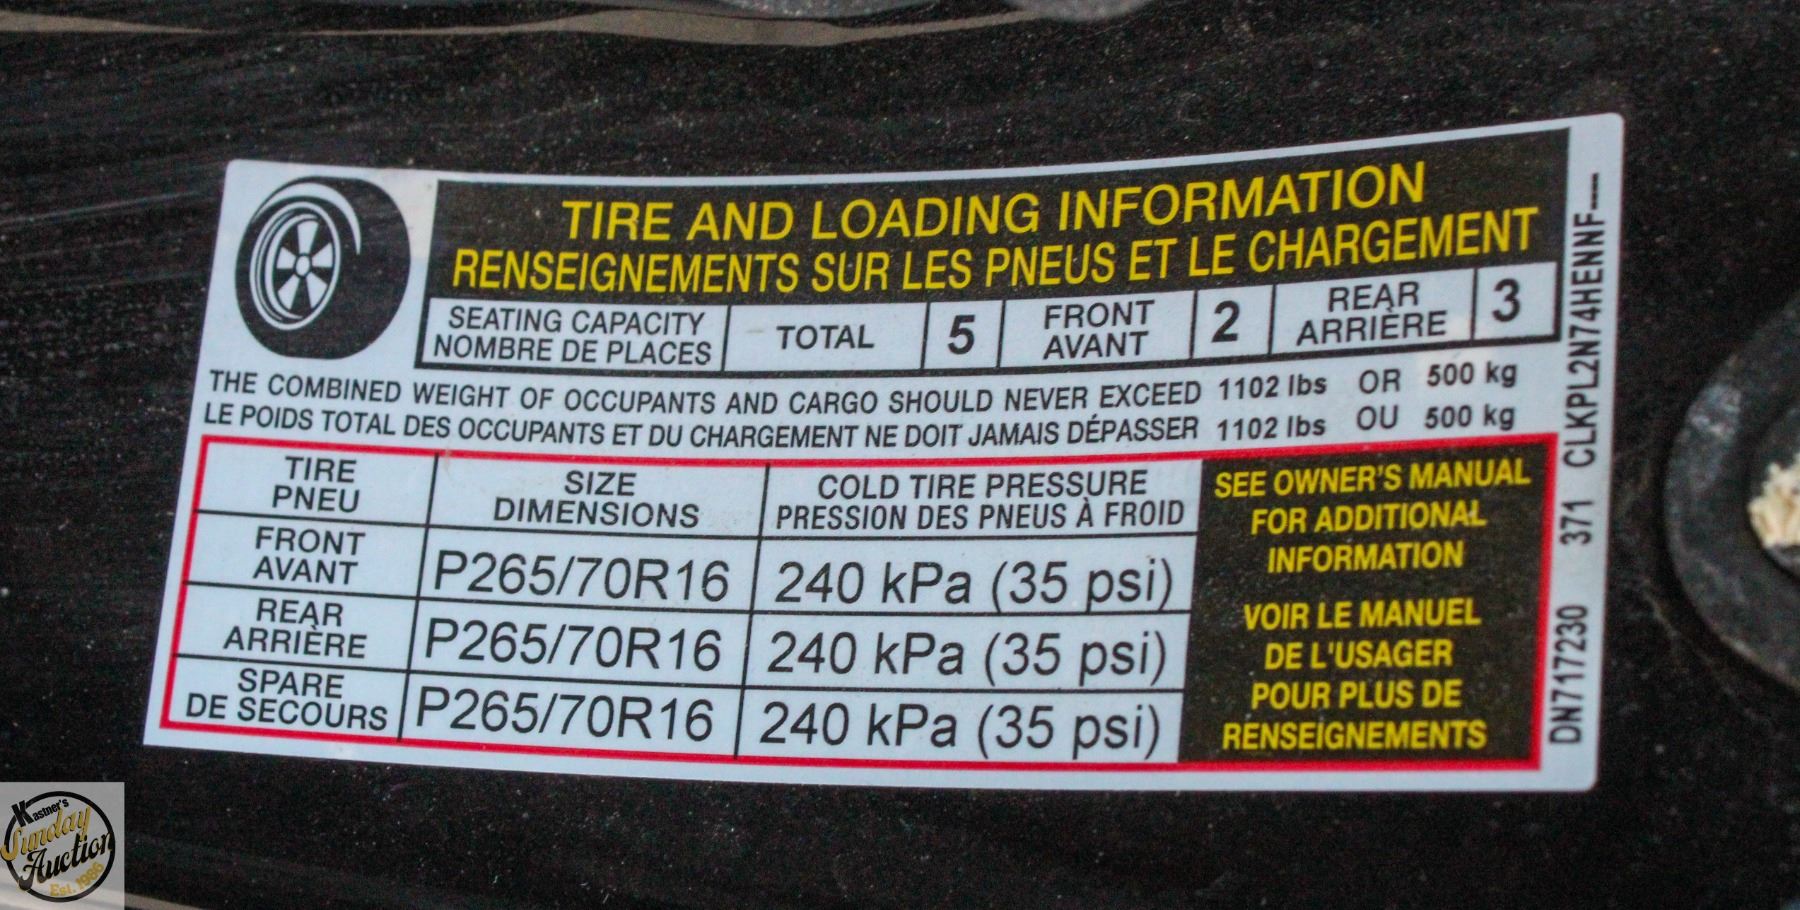 TIRE AND LOADING INFORMATION
RENSEIGNEMENTS SUR LES PNEUS ET LE CHARGEMENT
SEATING CAPACITY
NOMBRE DE PLACES
TOTAL
5
FRONT
AVANT
2
REAR
ARRIÈRE
3
THE COMBINED WEIGHT OF OCCUPANTS AND CARGO SHOULD NEVER EXCEED 1102 lbs OR 500 kg
LE POIDS TOTAL DES OCCUPANTS ET DU CHARGEMENT NE DOIT JAMAIS DÉPASSER 1102 lbs OU 500 kg
TIRE
PNEU
SIZE
DIMENSIONS
COLD TIRE PRESSURE
PRESSION DES PNEUS À FROID
FRONT
AVANT
P265/70R16
240 kPa (35 psi)
REAR
ARRIÈRE
P265/70R16
240 kPa (35 psi)
SPARE
DE SECOURS
P265/70R16
240 kPa (35 psi)
SEE OWNER'S MANUAL
FOR ADDITIONAL
INFORMATION
VOIR LE MANUEL
DE L'USAGER
POUR PLUS DE
RENSEIGNEMENTS
DN717230 371 CLKPL2N74HENNF----
Kastner's
Sunday
Auction
Est. 1986